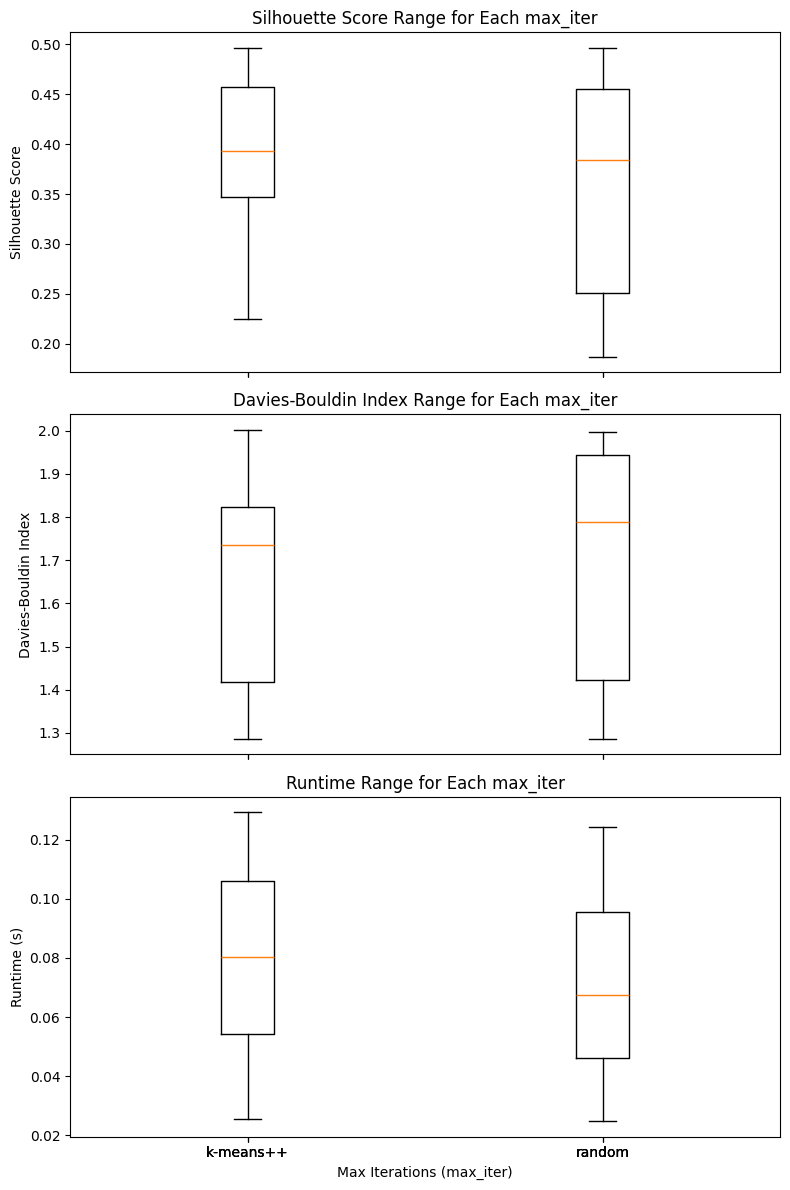 Silhouette Score Range for Each max_iter
0.50
0.45
0.40
0.35
0.30
0.25
0.20
Silhouette Score
Davies-Bouldin Index Range for Each max_iter
2.0
1.9
1.8
1.7
1.6
1.5
1.4
1.3
Davies-Bouldin Index
Runtime Range for Each max_iter
0.12
0.10
0.08
0.06
0.04
0.02
Runtime (s)
k-means++ random
Max Iterations (max_iter)